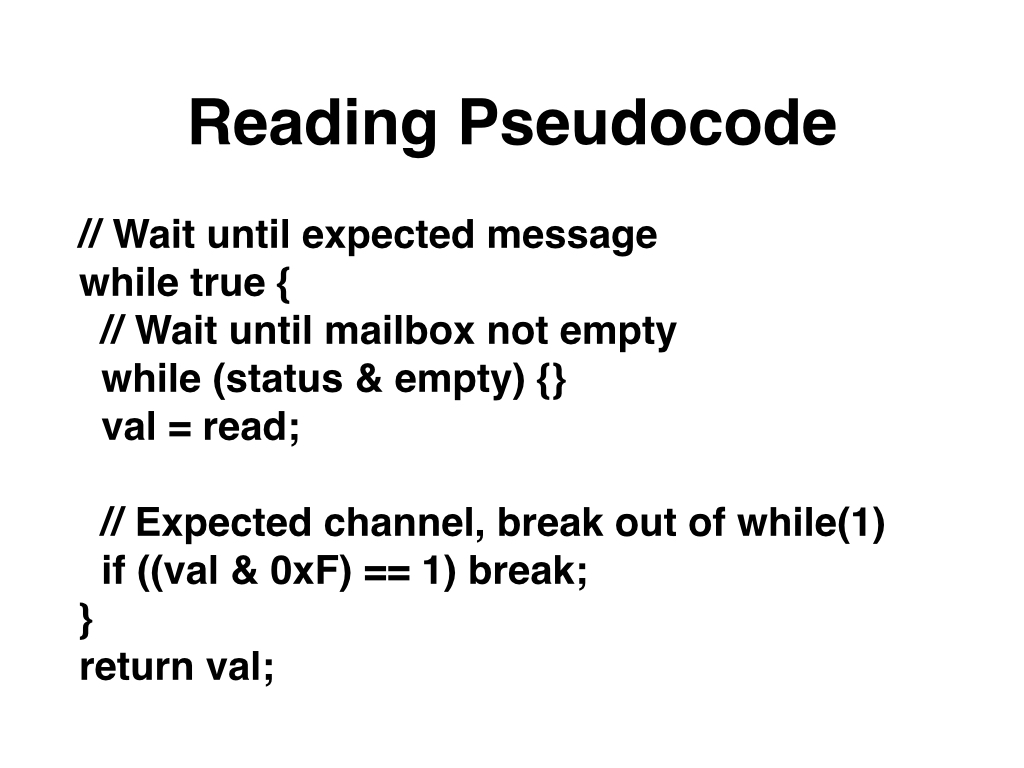 Reading Pseudocode
// Wait until expected message
while true {
// Wait until mailbox not empty
while (status & empty) {}
val = read;
// Expected channel, break out of while(1)
if ((val & 0xF) == 1) break;
}
return val;